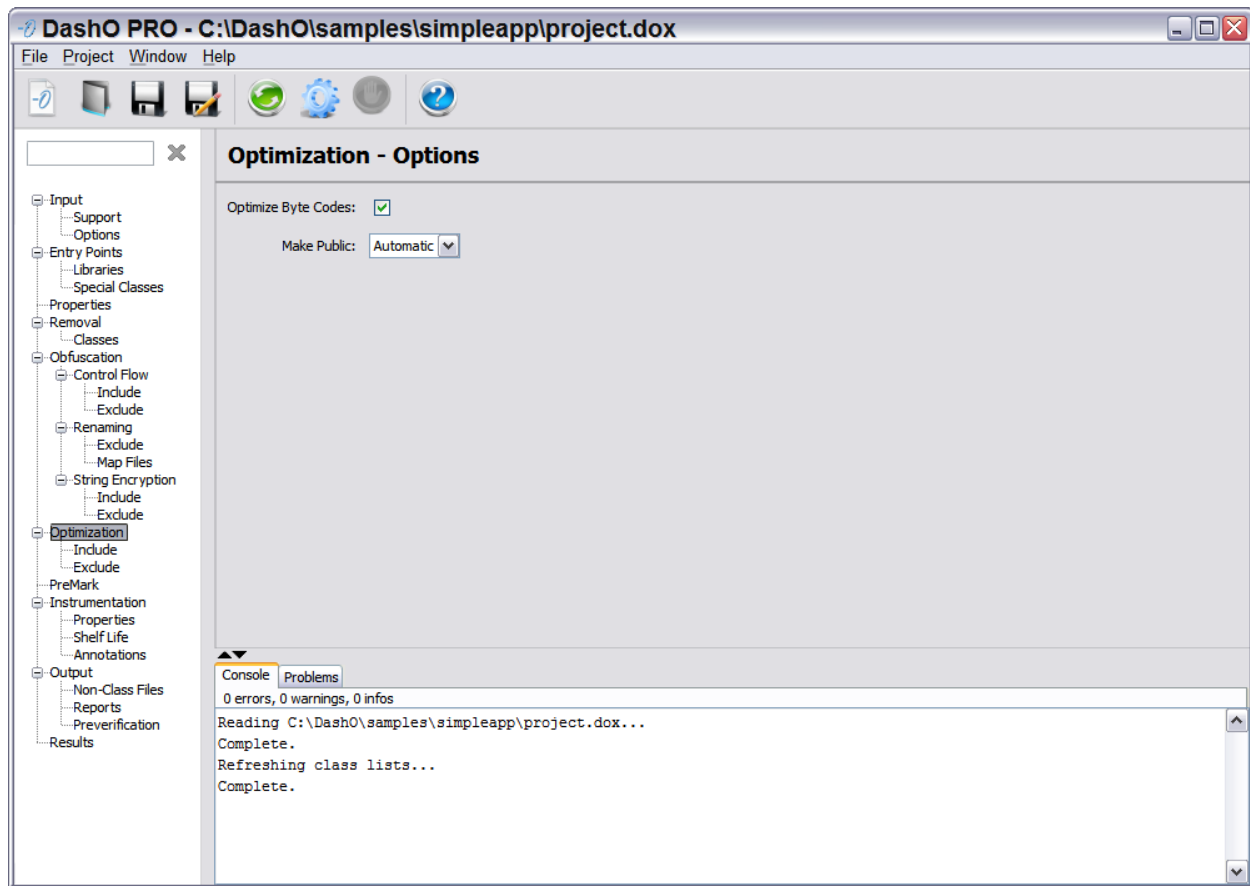 DashO PRO - C:\DashO\samples\simpleapp\project.dox
File Project Window Help
Optimization - Options
Input
Support
Options
Entry Points
Libraries
Special Classes
Properties
Removal
Classes
Obfuscation
Control Flow
Include
Exclude
Renaming
Exclude
Map Files
String Encryption
Include
Exclude
Optimization
Include
Exclude
PreMark
Instrumentation
Properties
Shelf Life
Annotations
Output
Non-Class Files
Reports
Preverification
Results
Optimize Byte Codes:
Make Public: Automatic
Console Problems
0 errors, 0 warnings, 0 infos
Reading C:\DashO\samples\simpleapp\project.dox...
Complete.
Refreshing class lists...
Complete.